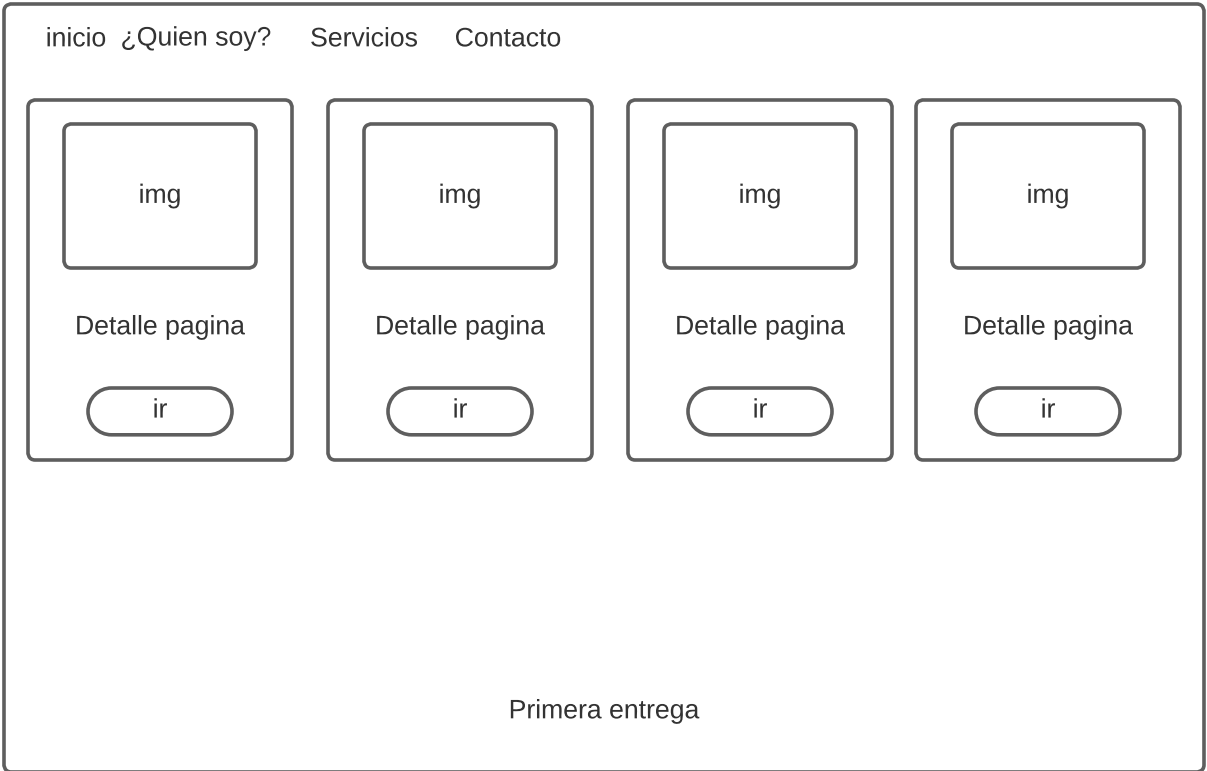 inicio ¿Quien soy? Servicios Contacto
img img img img
Detalle pagina Detalle pagina Detalle pagina Detalle pagina
ir ir ir ir
Primera entrega